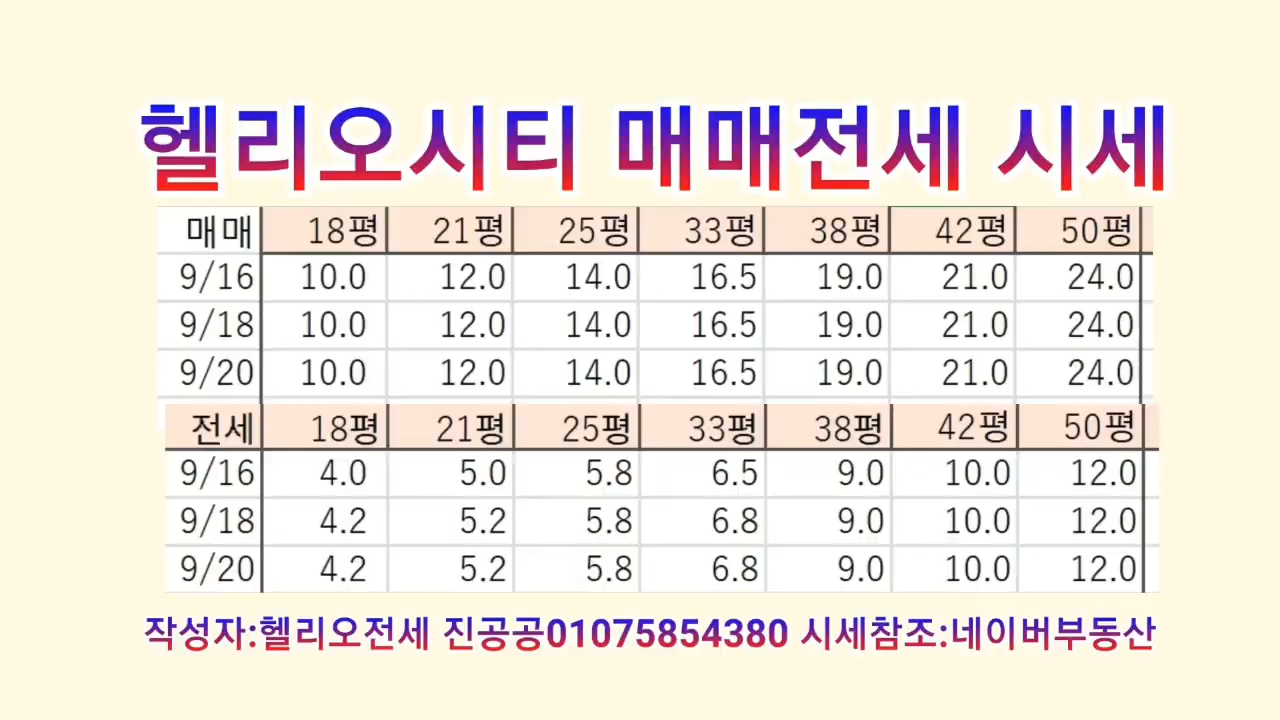 헬리오시티 매매전세 시세
매매 18평 21평 25평 33평 38평 42평 50평
9/16 10.0 12.0 14.0 16.5 19.0 21.0 24.0
9/18 10.0 12.0 14.0 16.5 19.0 21.0 24.0
9/20 10.0 12.0 14.0 16.5 19.0 21.0 24.0
전세 18평 21평 25평 33평 38평 42평 50평
9/16 4.0 5.0 5.8 6.5 9.0 10.0 12.0
9/18 4.2 5.2 5.8 6.8 9.0 10.0 12.0
9/20 4.2 5.2 5.8 6.8 9.0 10.0 12.0
작성자:헬리오전세 진공공01075854380 시세참조:네이버부동산